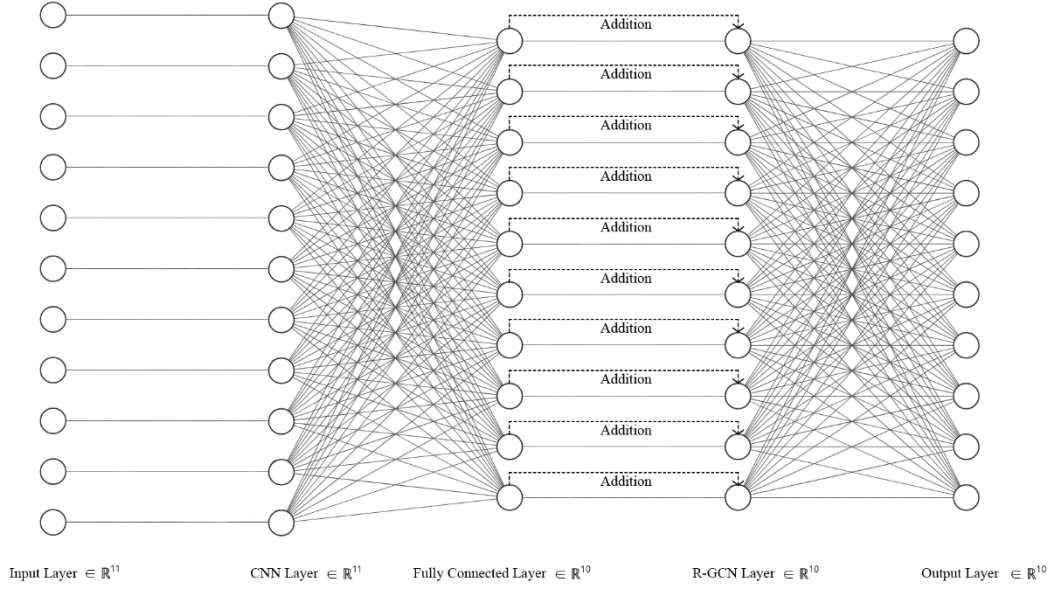 Addition
Addition
Addition
Addition
Addition
Addition
Addition
Addition
Addition
Addition
Input Layer ∈ ℝ¹¹ CNN Layer ∈ ℝ¹¹ Fully Connected Layer ∈ ℝ¹⁰ R-GCN Layer ∈ ℝ¹⁰ Output Layer ∈ ℝ¹⁰